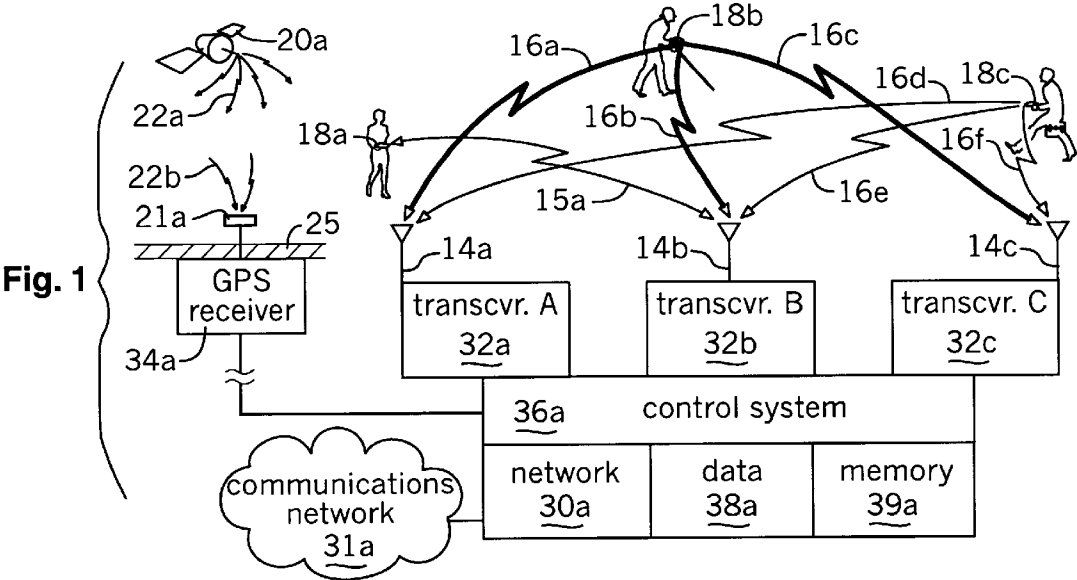 20a
18b
16a
16c
22a
16d
18c
18a
16b
16f
22b
15a
16e
21a
25
14a
14b
14c
Fig. 1
GPS
receiver
34a
transcvr. A
32a
transcvr. B
32b
transcvr. C
32c
36a
control system
communications
network
31a
network
30a
data
38a
memory
39a